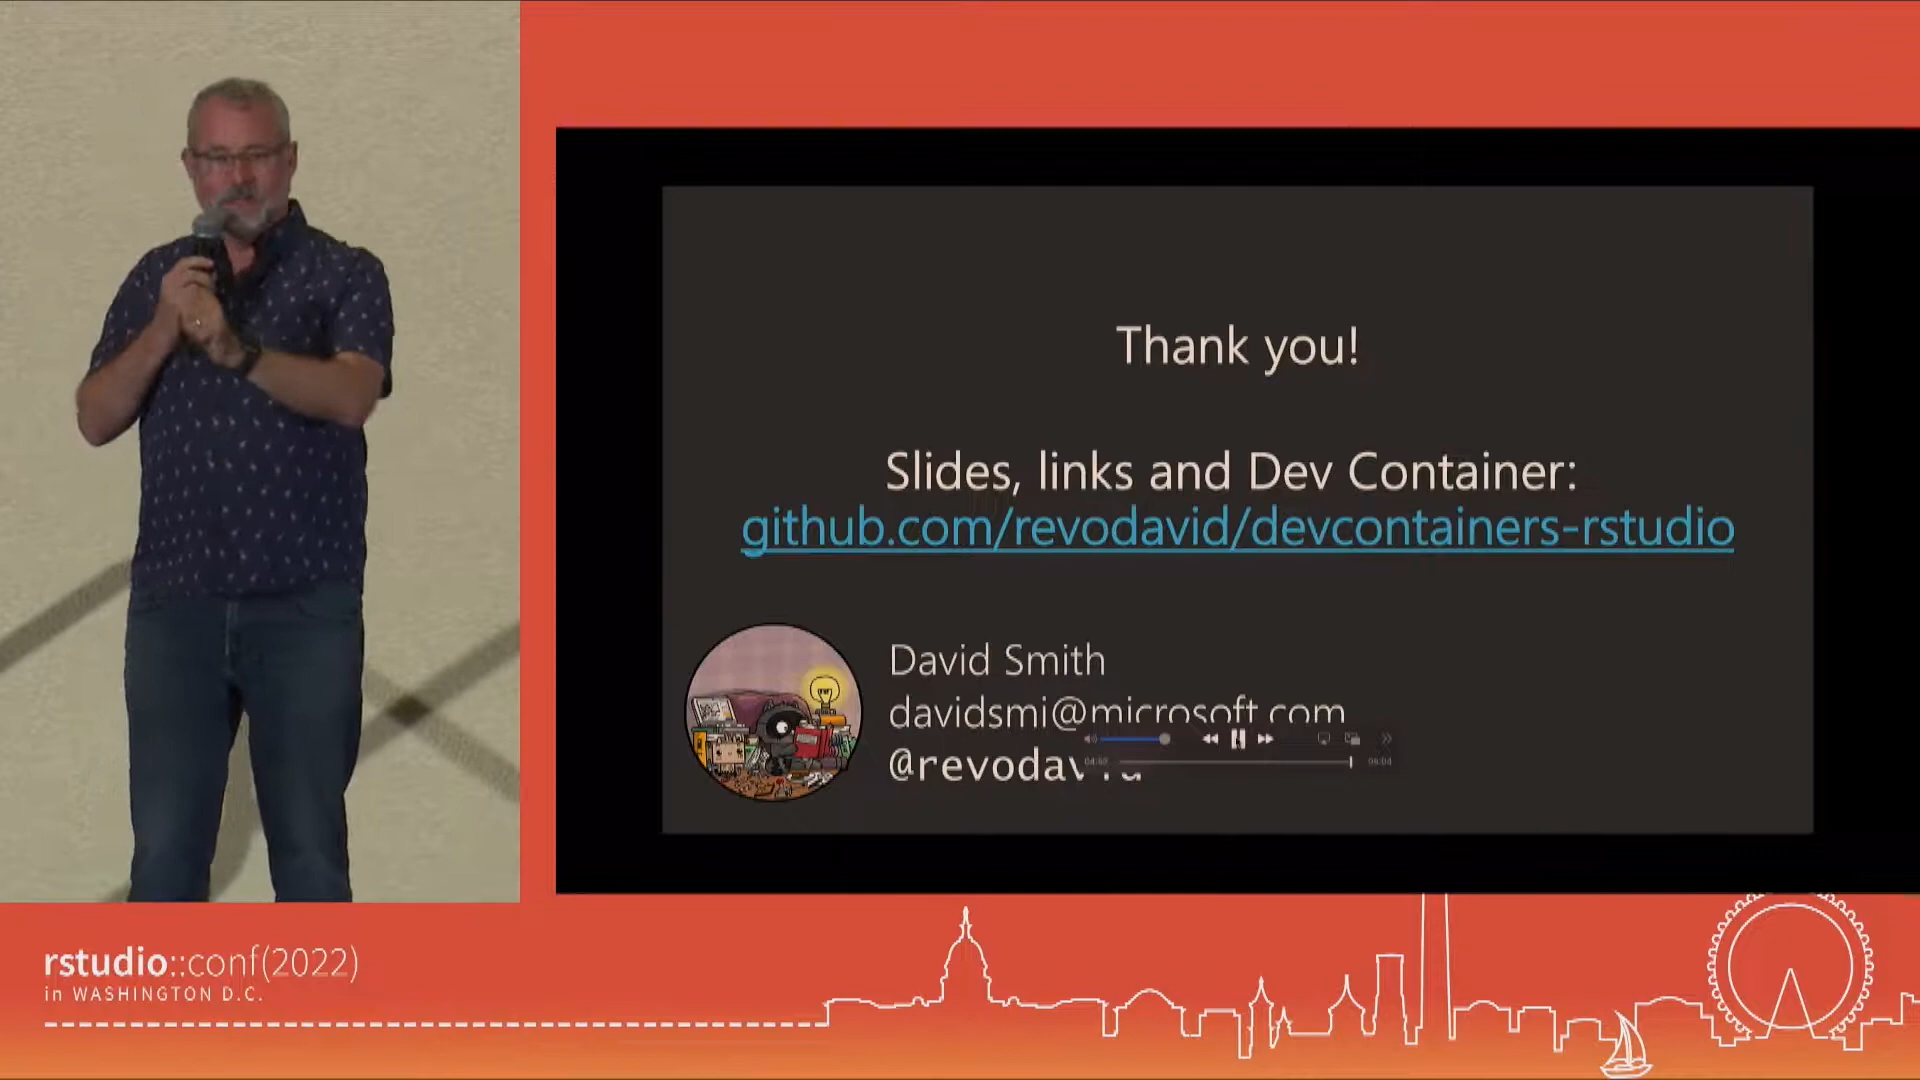 Thank you!
Slides, links and Dev Container:
github.com/revodavid/devcontainers-rstudio
David Smith
davidsmi@microsoft.com
@revodavid
rstudio::conf(2022)
in WASHINGTON D.C.